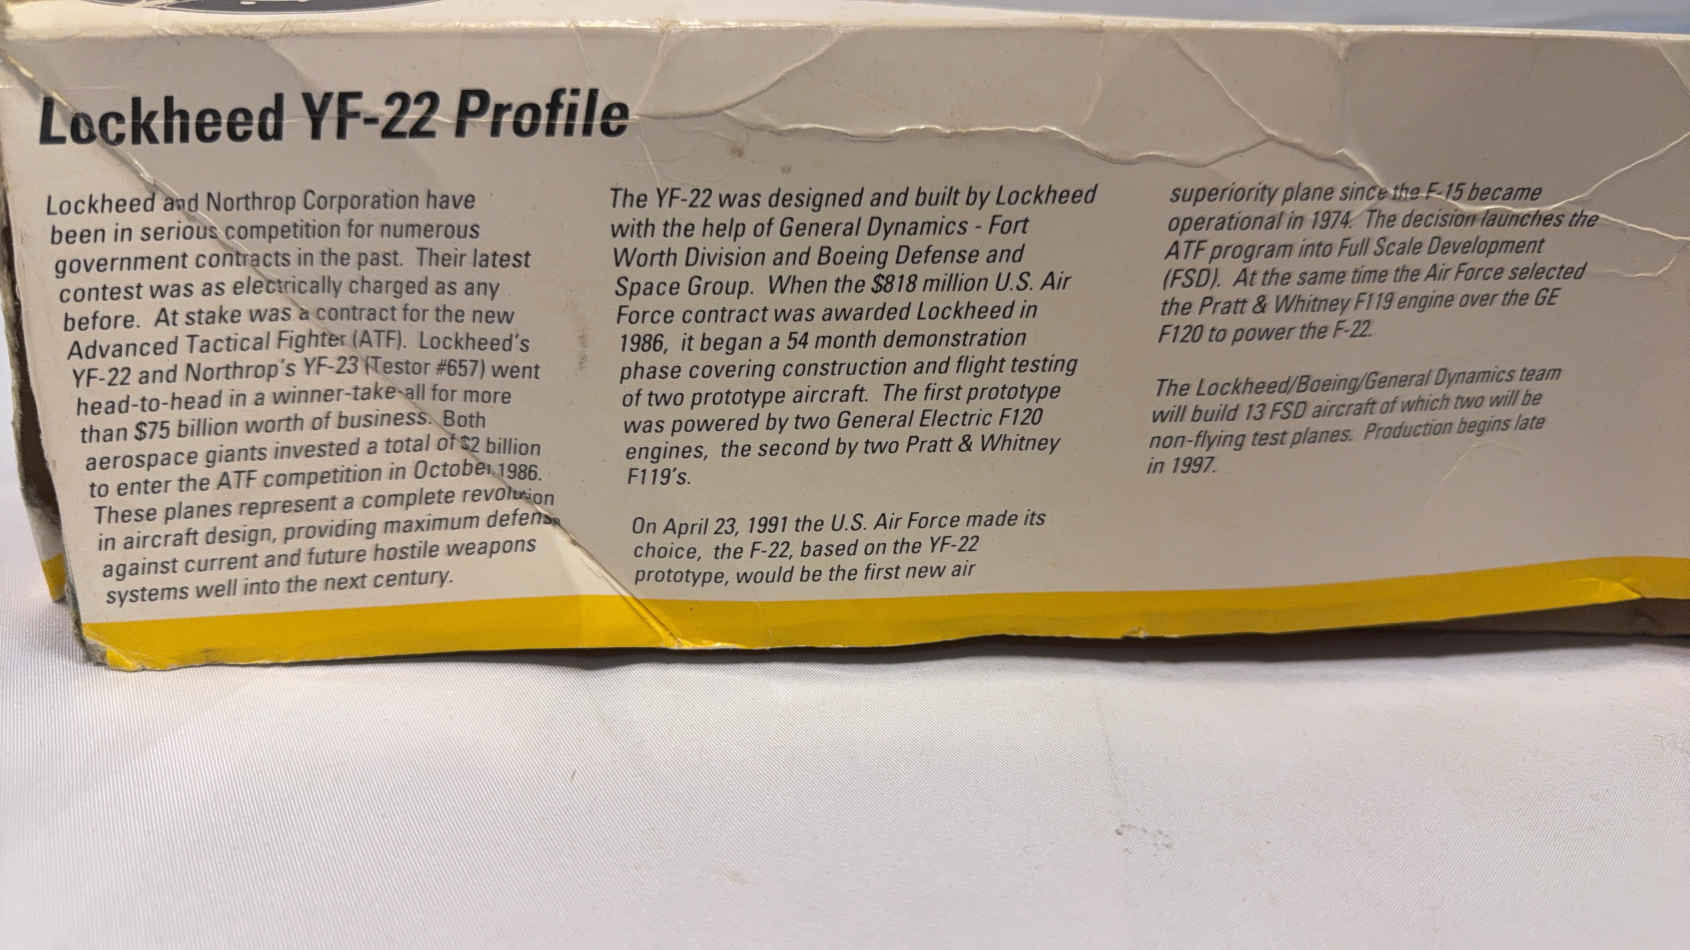 Lockheed YF-22 Profile
Lockheed and Northrop Corporation have
been in serious competition for numerous
government contracts in the past. Their latest
contest was as electrically charged as any
before. At stake was a contract for the new
Advanced Tactical Fighter (ATF). Lockheed's
YF-22 and Northrop's YF-23 (Testor #657) went
head-to-head in a winner-take-all for more
than $75 billion worth of business. Both
aerospace giants invested a total of $2 billion
to enter the ATF competition in October 1986.
These planes represent a complete revolution
in aircraft design, providing maximum defense
against current and future hostile weapons
systems well into the next century.
The YF-22 was designed and built by Lockheed
with the help of General Dynamics - Fort
Worth Division and Boeing Defense and
Space Group. When the $818 million U.S. Air
Force contract was awarded Lockheed in
1986, it began a 54 month demonstration
phase covering construction and flight testing
of two prototype aircraft. The first prototype
was powered by two General Electric F120
engines, the second by two Pratt & Whitney
F119's.
On April 23, 1991 the U.S. Air Force made its
choice, the F-22, based on the YF-22
prototype, would be the first new air
superiority plane since the F-15 became
operational in 1974. The decision launches the
ATF program into Full Scale Development
(FSD). At the same time the Air Force selected
the Pratt & Whitney F119 engine over the GE
F120 to power the F-22.
The Lockheed/Boeing/General Dynamics team
will build 13 FSD aircraft of which two will be
non-flying test planes. Production begins late
in 1997.